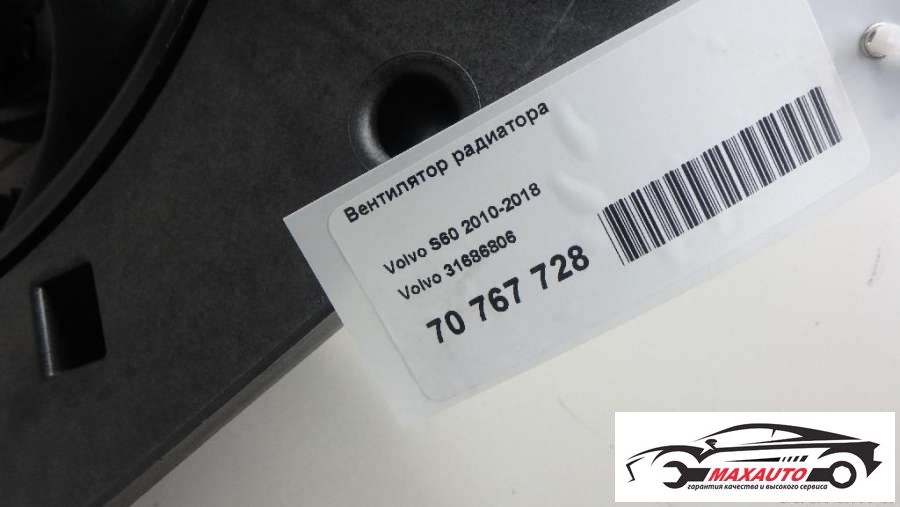 Вентилятор радиатора
Volvo S60 2010-2018
Volvo 31686806
70 767 728
MAXAUTO
гарантия качества и высокого сервиса